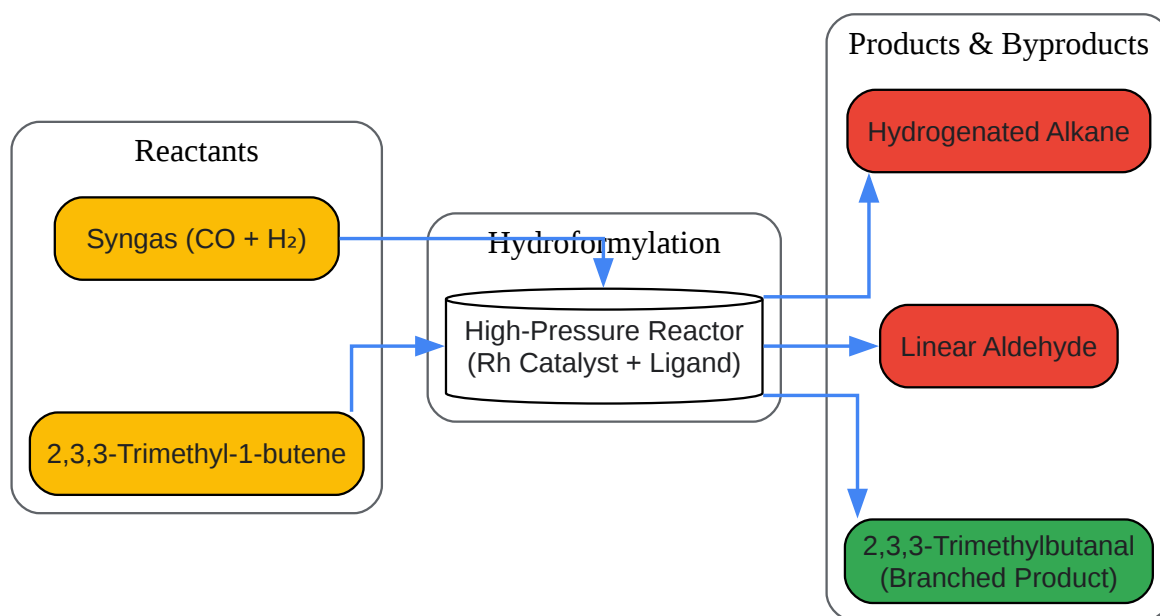 Reactants
Syngas (CO + H₂)
2,3,3-Trimethyl-1-butene
Hydroformylation
High-Pressure Reactor
(Rh Catalyst + Ligand)
Products & Byproducts
Hydrogenated Alkane
Linear Aldehyde
2,3,3-Trimethylbutanal
(Branched Product)